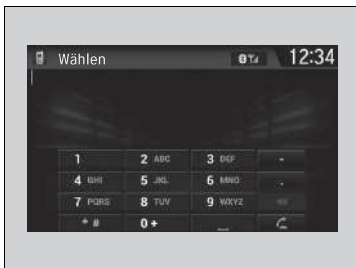 Wählen 12:34
1 2 ABC 3 DEF -
4 GHI 5 JKL 6 MNO .
7 PQRS 8 TUV 9 WXYZ
* # 0 + _